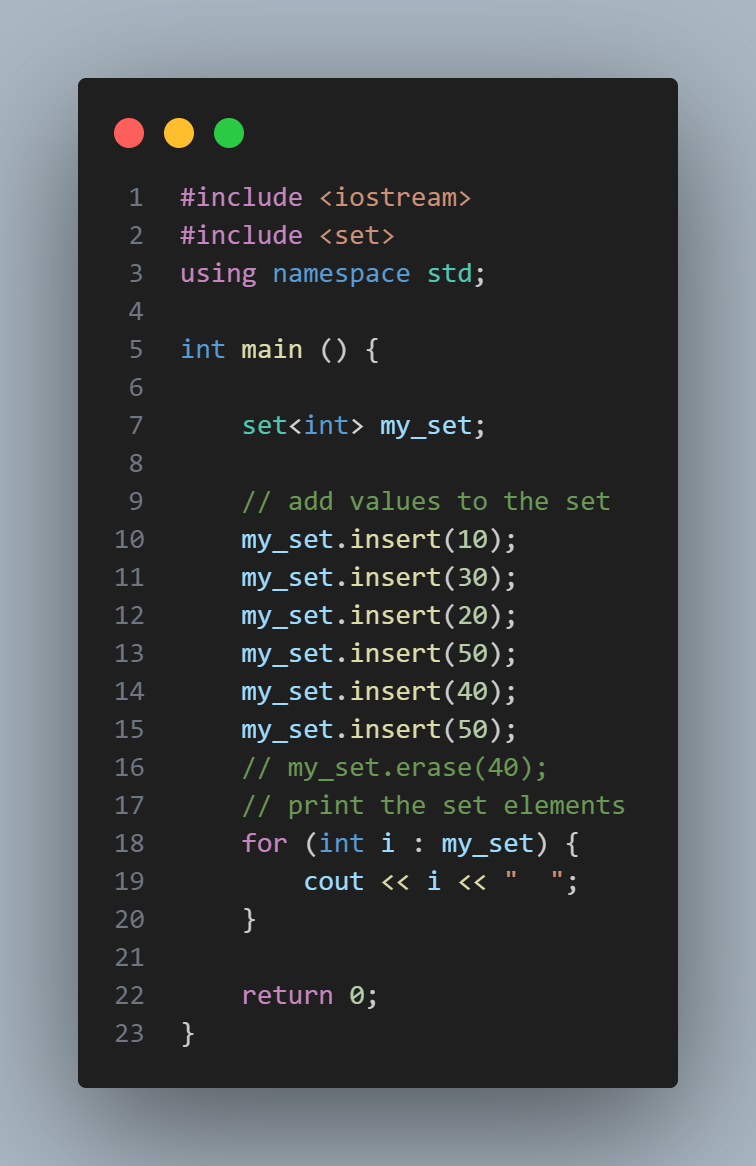 1 #include <iostream>
2 #include <set>
3 using namespace std;
4
5 int main () {
6
7     set<int> my_set;
8
9     // add values to the set
10     my_set.insert(10);
11     my_set.insert(30);
12     my_set.insert(20);
13     my_set.insert(50);
14     my_set.insert(40);
15     my_set.insert(50);
16     // my_set.erase(40);
17     // print the set elements
18     for (int i : my_set) {
19         cout << i << "  ";
20     }
21
22     return 0;
23 }